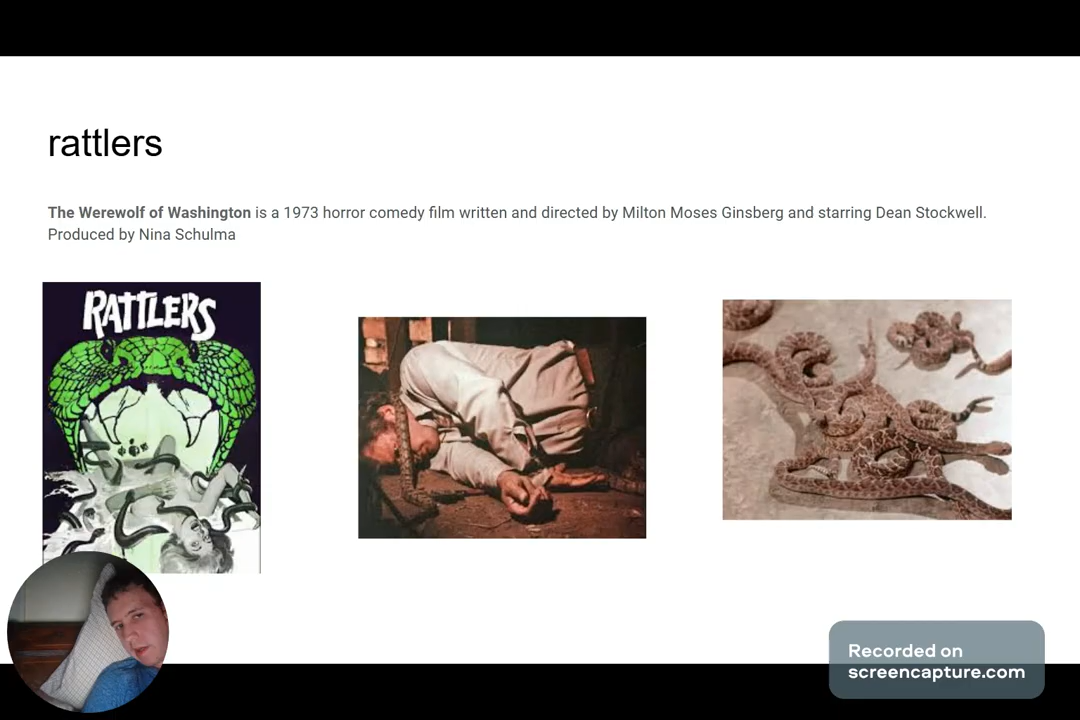 rattlers
The Werewolf of Washington is a 1973 horror comedy film written and directed by Milton Moses Ginsberg and starring Dean Stockwell.
Produced by Nina Schulma
RATTLERS
Recorded on
screencapture.com